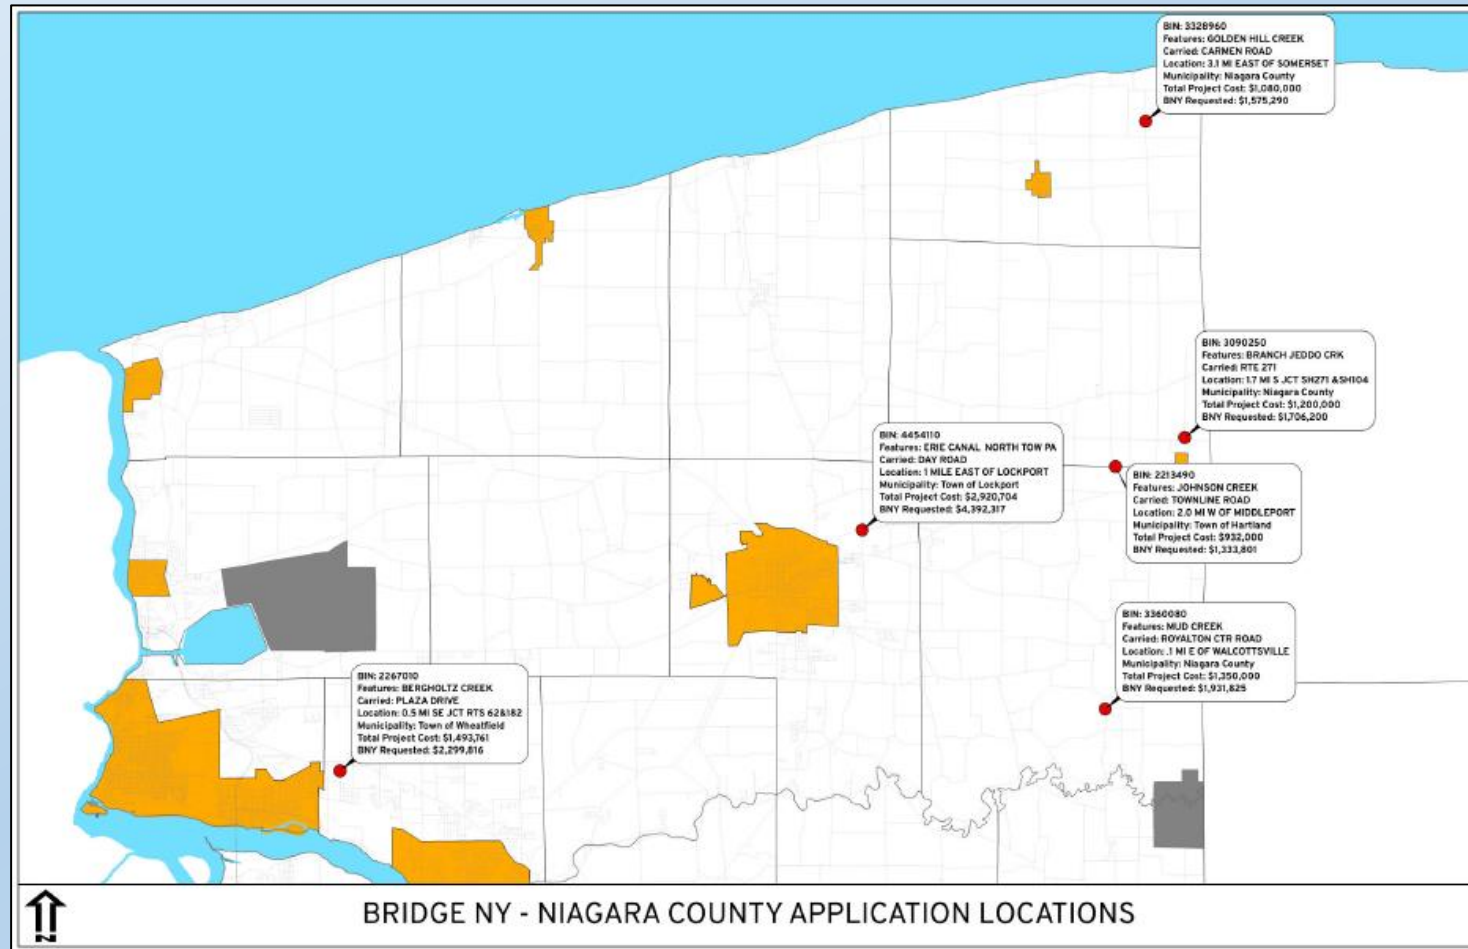 BIN: 3328960
Features: GOLDEN HILL CREEK
Carried: CARMEN ROAD
Location: 3.1 MI EAST OF SOMERSET
Municipality: Niagara County
Total Project Cost: $1,080,000
BNY Requested: $1,575,290
BIN: 3090250
Features: BRANCH JEDDO CRK
Carried: RTE 271
Location: 1.7 MI S JCT SH271 &SH104
Municipality: Niagara County
Total Project Cost: $1,200,000
BNY Requested: $1,706,200
BIN: 4454110
Features: ERIE CANAL NORTH TOW PA
Carried: DAY ROAD
Location: 1 MILE EAST OF LOCKPORT
Municipality: Town of Lockport
Total Project Cost: $2,920,704
BNY Requested: $4,392,317
BIN: 2213490
Features: JOHNSON CREEK
Carried: TOWNLINE ROAD
Location: 2.0 MI W OF MIDDLEPORT
Municipality: Town of Hartland
Total Project Cost: $932,000
BNY Requested: $1,333,801
BIN: 3360080
Features: MUD CREEK
Carried: ROYALTON CTR ROAD
Location: .1 MI E OF WALCOTTSVILLE
Municipality: Niagara County
Total Project Cost: $1,350,000
BNY Requested: $1,931,825
BIN: 2267010
Features: BERGHOLTZ CREEK
Carried: PLAZA DRIVE
Location: 0.5 MI SE JCT RTS 62&182
Municipality: Town of Wheatfield
Total Project Cost: $1,493,761
BNY Requested: $2,299,816
N
BRIDGE NY - NIAGARA COUNTY APPLICATION LOCATIONS